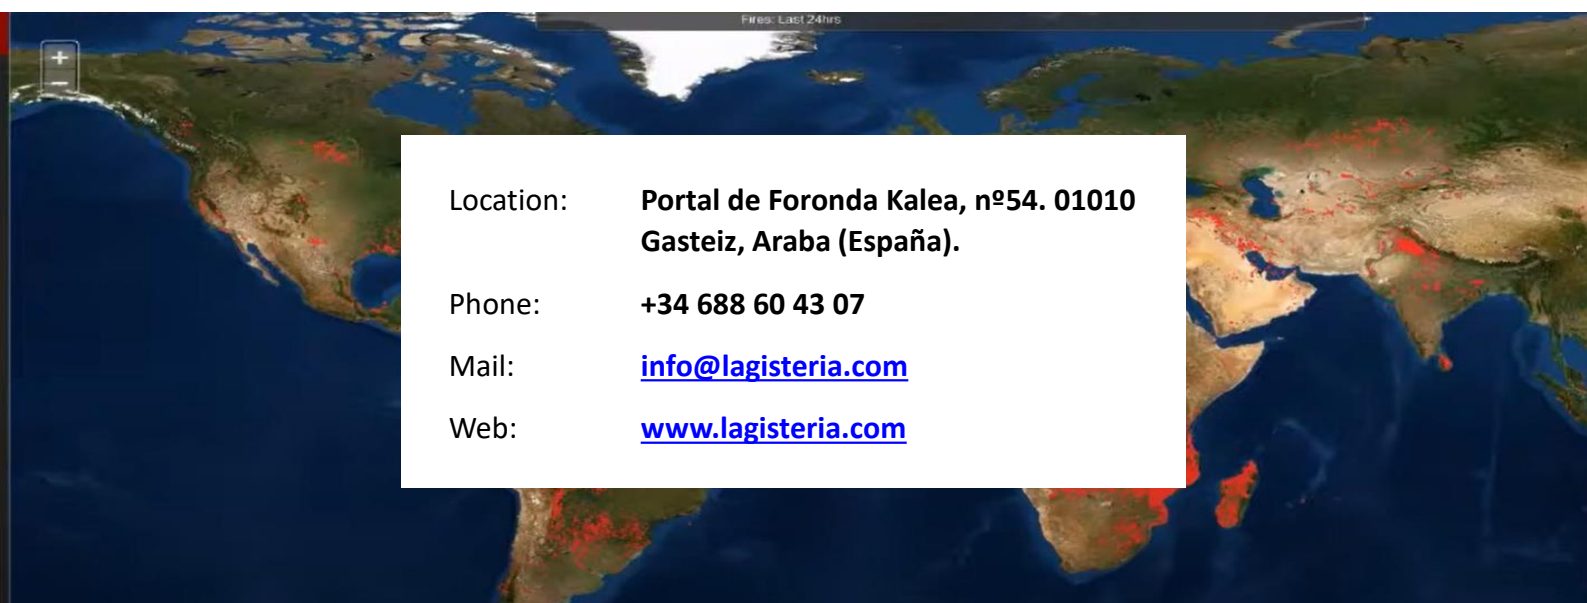 Fires: Last 24hrs
+
−
Location: Portal de Foronda Kalea, nº54. 01010
Gasteiz, Araba (España).
Phone: +34 688 60 43 07
Mail: info@lagisteria.com
Web: www.lagisteria.com